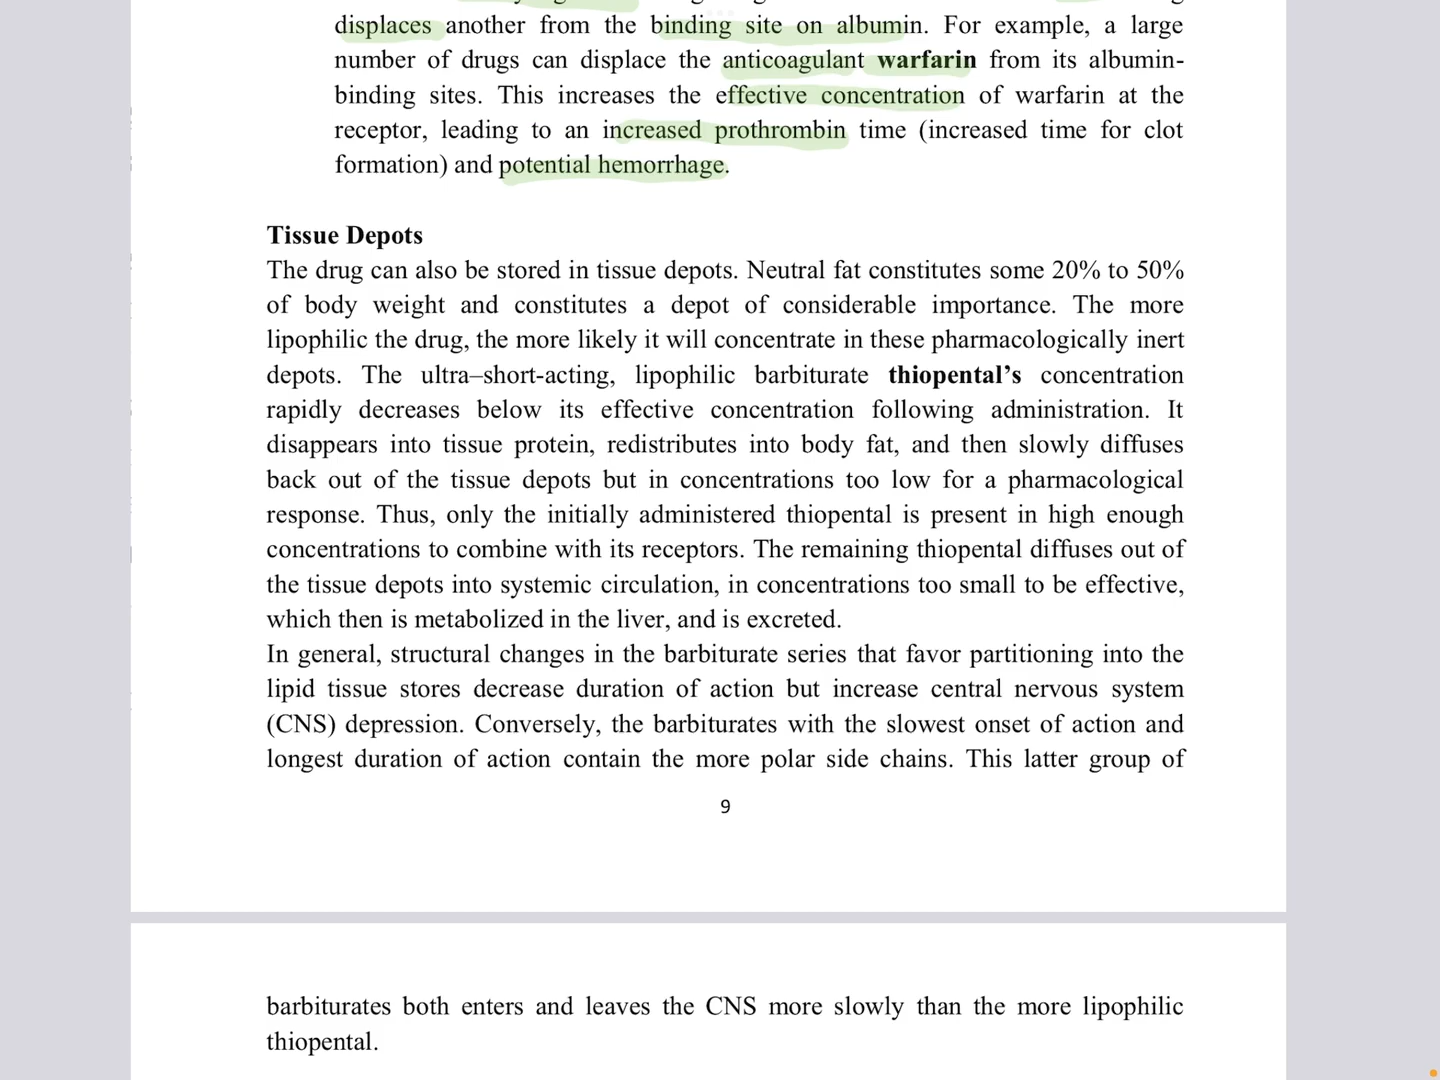 displaces another from the binding site on albumin. For example, a large
number of drugs can displace the anticoagulant warfarin from its albumin-
binding sites. This increases the effective concentration of warfarin at the
receptor, leading to an increased prothrombin time (increased time for clot
formation) and potential hemorrhage.
Tissue Depots
The drug can also be stored in tissue depots. Neutral fat constitutes some 20% to 50%
of body weight and constitutes a depot of considerable importance. The more
lipophilic the drug, the more likely it will concentrate in these pharmacologically inert
depots. The ultra–short-acting, lipophilic barbiturate thiopental’s concentration
rapidly decreases below its effective concentration following administration. It
disappears into tissue protein, redistributes into body fat, and then slowly diffuses
back out of the tissue depots but in concentrations too low for a pharmacological
response. Thus, only the initially administered thiopental is present in high enough
concentrations to combine with its receptors. The remaining thiopental diffuses out of
the tissue depots into systemic circulation, in concentrations too small to be effective,
which then is metabolized in the liver, and is excreted.
In general, structural changes in the barbiturate series that favor partitioning into the
lipid tissue stores decrease duration of action but increase central nervous system
(CNS) depression. Conversely, the barbiturates with the slowest onset of action and
longest duration of action contain the more polar side chains. This latter group of
9
barbiturates both enters and leaves the CNS more slowly than the more lipophilic
thiopental.